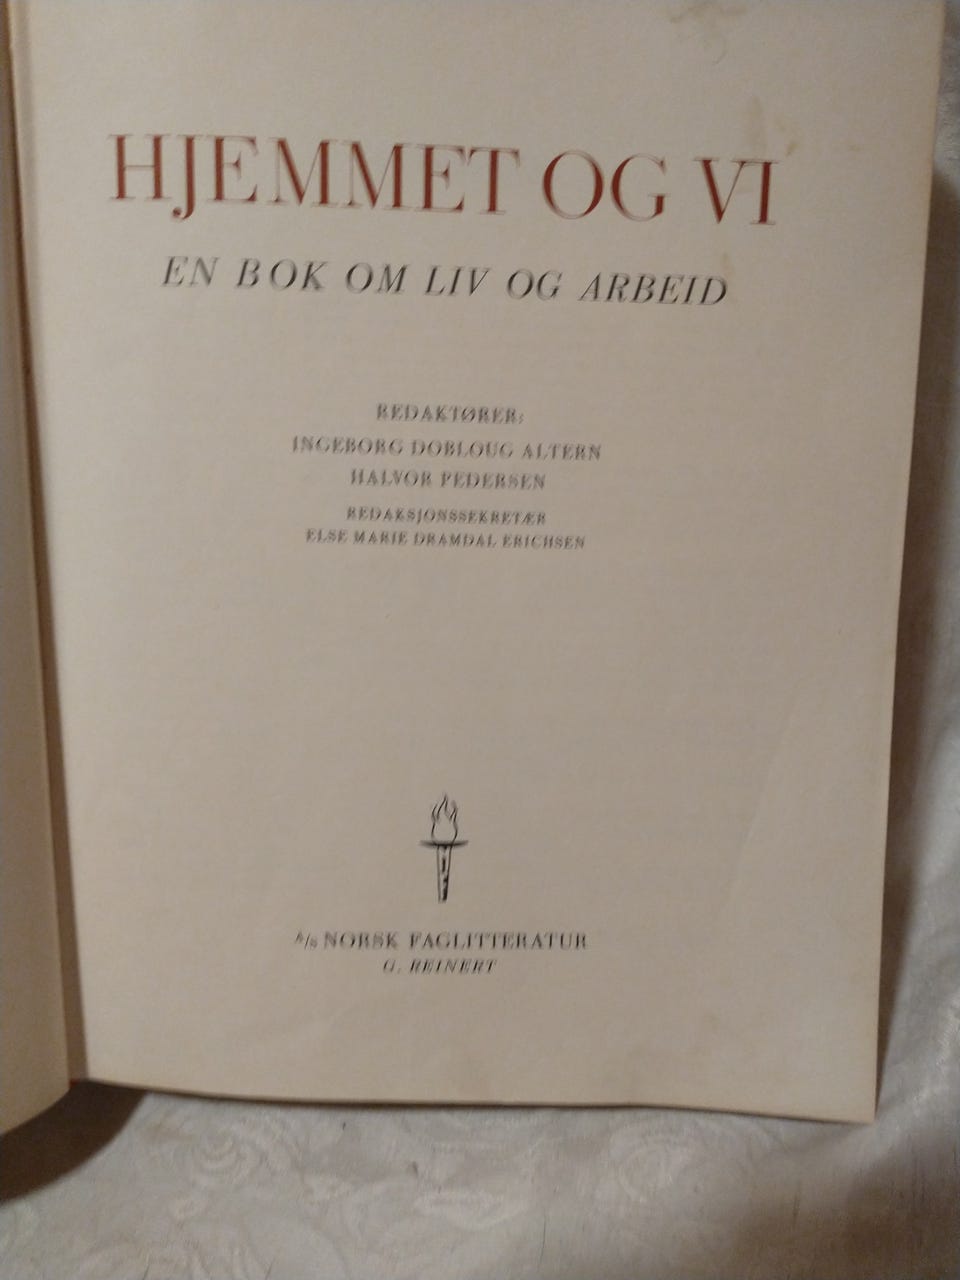 HJEMMET OG VI
EN BOK OM LIV OG ARBEID
REDAKTØRER:
INGEBORG DOBLOUG ALTERN
HALVOR PEDERSEN
REDAKSJONSSEKRETÆR
ELSE MARIE DRAMDAL ERICHSEN
A/S NORSK FAGLITTERATUR
G. REINERT